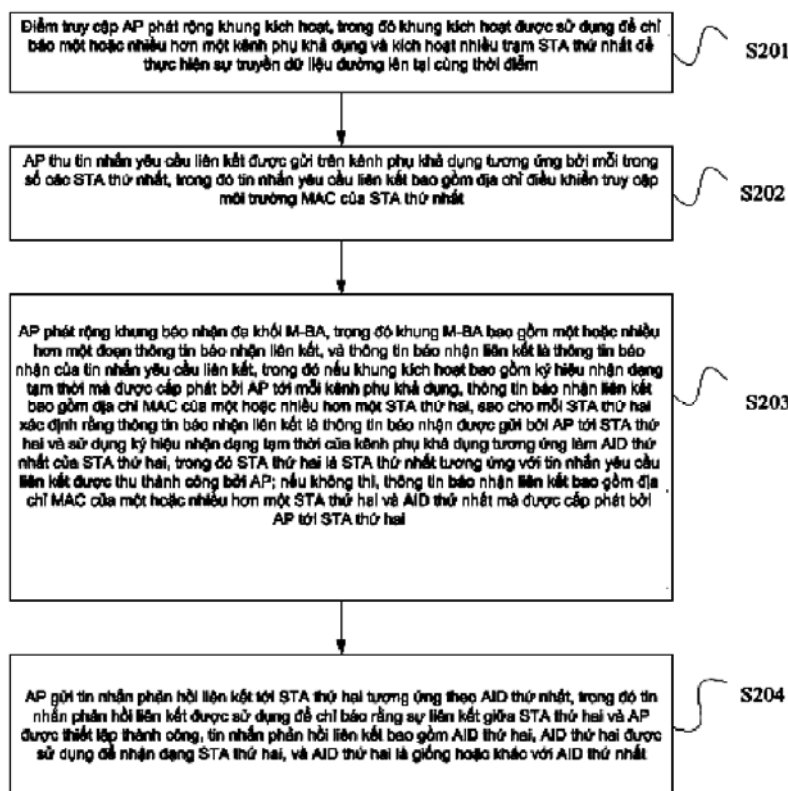 Điểm truy cập AP phát rộng khung kích hoạt, trong đó khung kích hoạt được sử dụng để chỉ
báo một hoặc nhiều hơn một kênh phụ khả dụng và kích hoạt nhiều trạm STA thứ nhất để
thực hiện sự truyền dữ liệu đường lên tại cùng thời điểm
S201
AP thu tin nhắn yêu cầu liên kết được gửi trên kênh phụ khả dụng tương ứng bởi mỗi trong
số các STA thứ nhất, trong đó tin nhắn yêu cầu liên kết bao gồm địa chỉ điều khiển truy cập
môi trường MAC của STA thứ nhất
S202
AP phát rộng khung báo nhận đa khối M-BA, trong đó khung M-BA bao gồm một hoặc nhiều
hơn một đoạn thông tin báo nhận liên kết, và thông tin báo nhận liên kết là thông tin báo
nhận của tin nhắn yêu cầu liên kết, trong đó nếu khung kích hoạt bao gồm ký hiệu nhận dạng
tạm thời mà được cấp phát bởi AP tới mỗi kênh phụ khả dụng, thông tin báo nhận liên kết
bao gồm địa chỉ MAC của một hoặc nhiều hơn một STA thứ hai, sao cho mỗi STA thứ hai
xác định rằng thông tin báo nhận liên kết là thông tin báo nhận được gửi bởi AP tới STA thứ
hai và sử dụng ký hiệu nhận dạng tạm thời của kênh phụ khả dụng tương ứng làm AID thứ
nhất của STA thứ hai, trong đó STA thứ hai là STA thứ nhất tương ứng với tin nhắn yêu cầu
liên kết được thu thành công bởi AP; nếu không thì, thông tin báo nhận liên kết bao gồm địa
chỉ MAC của một hoặc nhiều hơn một STA thứ hai và AID thứ nhất mà được cấp phát bởi
AP tới STA thứ hai
S203
AP gửi tin nhắn phản hồi liên kết tới STA thứ hai tương ứng theo AID thứ nhất, trong đó tin
nhắn phản hồi liên kết được sử dụng để chỉ báo rằng sự liên kết giữa STA thứ hai và AP
được thiết lập thành công, tin nhắn phản hồi liên kết bao gồm AID thứ hai, AID thứ hai được
sử dụng để nhận dạng STA thứ hai, và AID thứ hai là giống hoặc khác với AID thứ nhất
S204